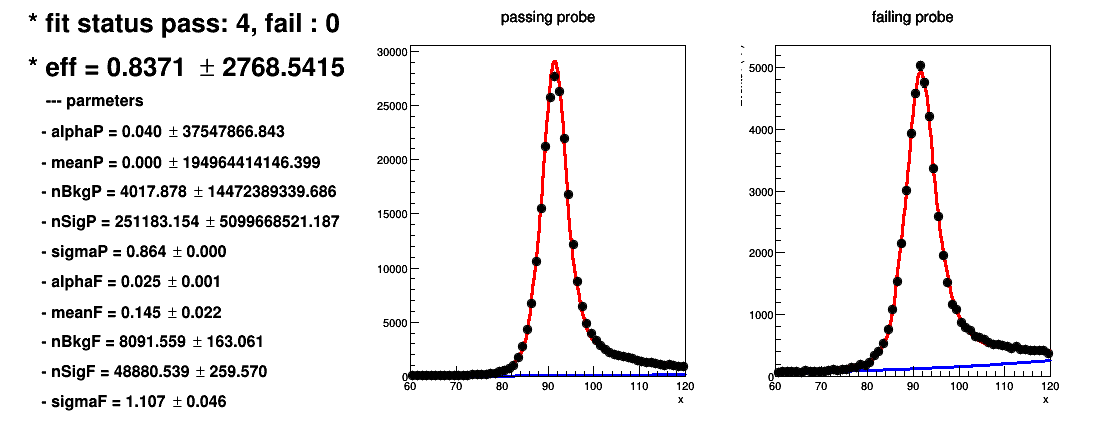 * fit status pass: 4, fail : 0
* eff = 0.8371 ± 2768.5415
--- parmeters
- alphaP = 0.040 ± 37547866.843
- meanP = 0.000 ± 194964414146.399
- nBkgP = 4017.878 ± 14472389339.686
- nSigP = 251183.154 ± 5099668521.187
- sigmaP = 0.864 ± 0.000
- alphaF = 0.025 ± 0.001
- meanF = 0.145 ± 0.022
- nBkgF = 8091.559 ± 163.061
- nSigF = 48880.539 ± 259.570
- sigmaF = 1.107 ± 0.046
passing probe
30000
25000
20000
15000
10000
5000
0
60 70 80 90 100 110 120
x
failing probe
5000
4000
3000
2000
1000
0
60 70 80 90 100 110 120
x